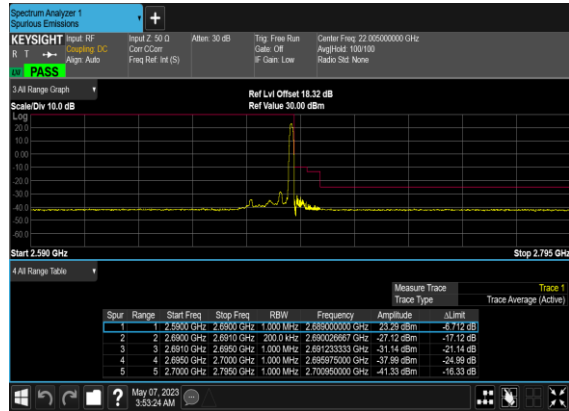 Spectrum Analyzer 1
Spurious Emissions
+
KEYSIGHT Input: RF Input Z: 50 Ω Atten: 30 dB Trig: Free Run Center Freq: 22.005000000 GHz
R T Coupling: DC Corr CCorr Gate: Off Avg|Hold: 100/100
Align: Auto Freq Ref: Int (S) IF Gain: Low Radio Std: None
PASS
3 All Range Graph
Ref Lvl Offset 18.32 dB
Scale/Div 10.0 dB Ref Value 30.00 dBm
Log
20.0
10.0
0.00
-10.0
-20.0
-30.0
-40.0
-50.0
-60.0
Start 2.590 GHz Stop 2.795 GHz
4 All Range Table
Measure Trace Trace 1
Trace Type Trace Average (Active)
Spur Range Start Freq Stop Freq RBW Frequency Amplitude ΔLimit
1 1 2.5900 GHz 2.6900 GHz 1.000 MHz 2.689000000 GHz 23.29 dBm -6.712 dB
2 2 2.6900 GHz 2.6910 GHz 200.0 kHz 2.690026667 GHz -27.12 dBm -17.12 dB
3 3 2.6910 GHz 2.6950 GHz 1.000 MHz 2.691233333 GHz -31.14 dBm -21.14 dB
4 4 2.6950 GHz 2.7000 GHz 1.000 MHz 2.695975000 GHz -37.99 dBm -24.99 dB
5 5 2.7000 GHz 2.7950 GHz 1.000 MHz 2.700950000 GHz -41.33 dBm -16.33 dB
? May 07, 2023
3:53:24 AM